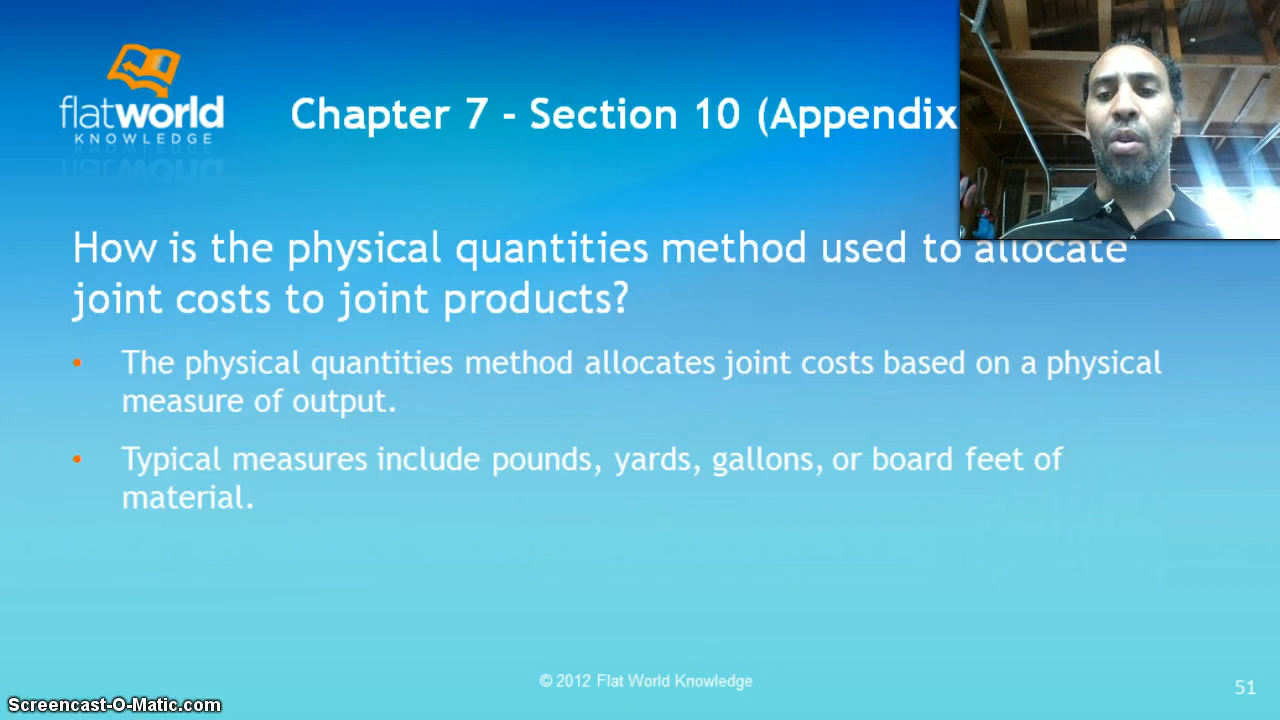 flatworld
KNOWLEDGE
Chapter 7 - Section 10 (Appendix
How is the physical quantities method used to allocate
joint costs to joint products?
• The physical quantities method allocates joint costs based on a physical
measure of output.
• Typical measures include pounds, yards, gallons, or board feet of
material.
© 2012 Flat World Knowledge
51
Screencast-O-Matic.com